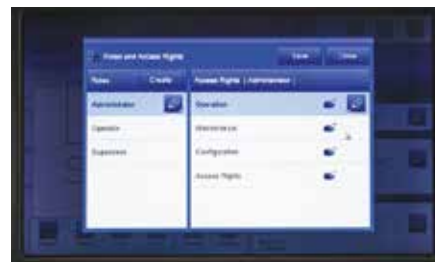 Roles and Access Rights
Save
Close
Roles
Create
Access Rights | Administrator
Administrator
Operation
Operator
Maintenance
Supervisor
Configuration
Access Rights